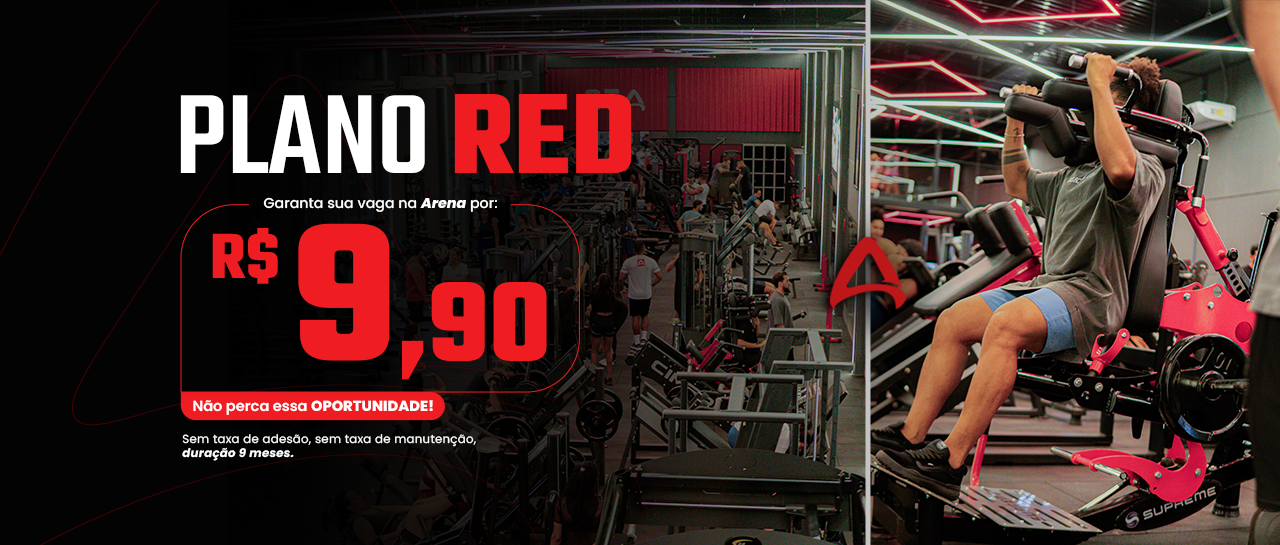 PLANO RED
Garanta sua vaga na Arena por:
R$ 9,90
Não perca essa OPORTUNIDADE!
Sem taxa de adesão, sem taxa de manutenção,
duração 9 meses.
SUPREME